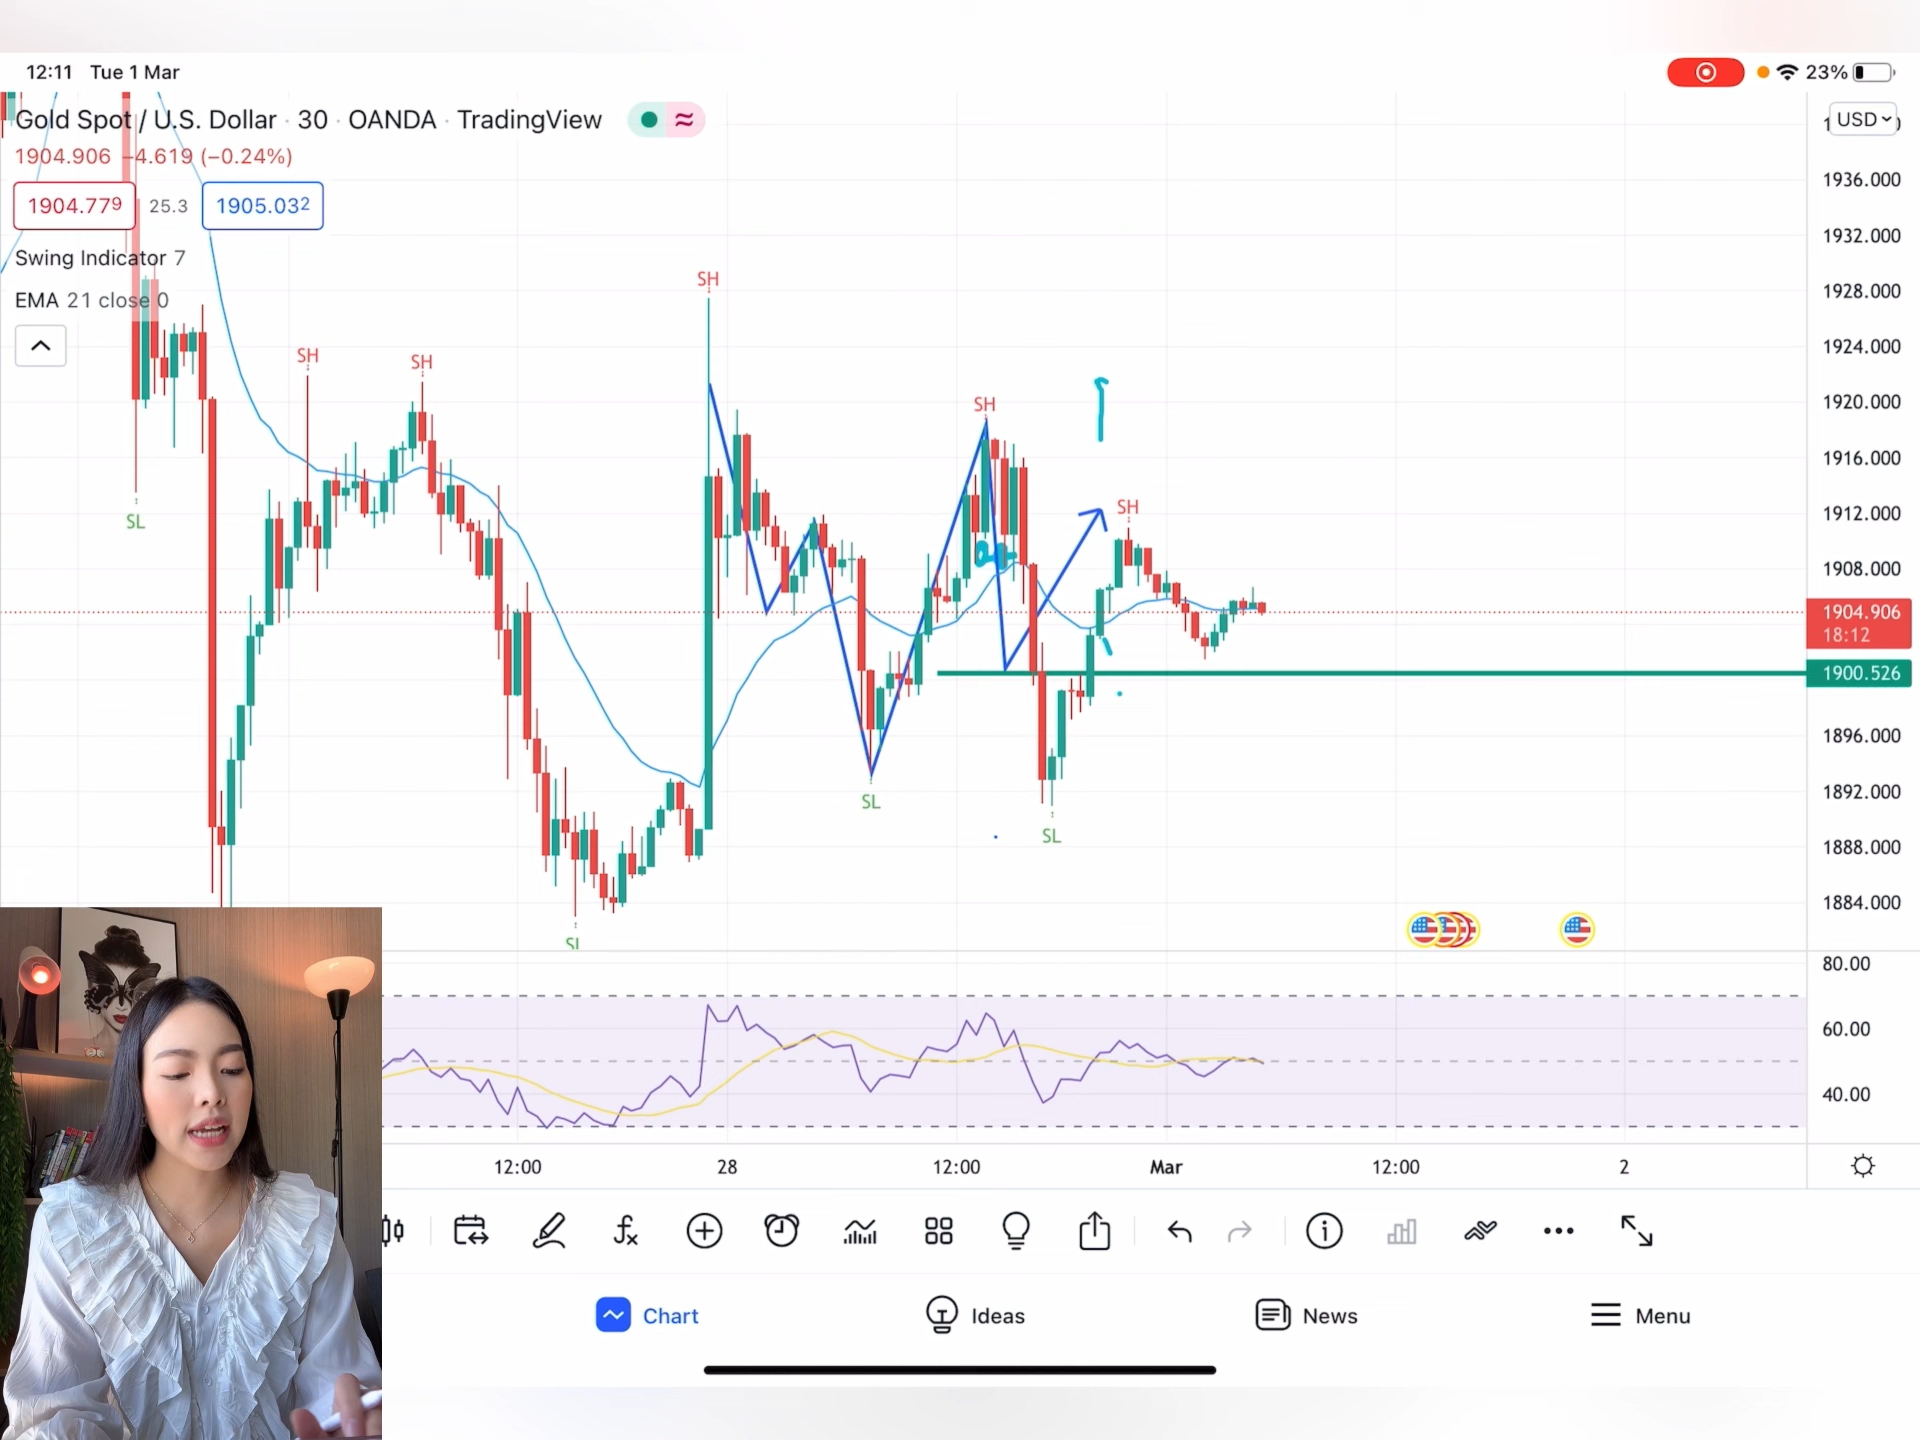 12:11 Tue 1 Mar
23%
Gold Spot / U.S. Dollar · 30 · OANDA · TradingView
USD
1904.906 −4.619 (−0.24%)
1904.779 25.3 1905.032
Swing Indicator 7
EMA 21 close 0
1936.000
1932.000
1928.000
1924.000
1920.000
1916.000
1912.000
1908.000
1904.906
18:12
1900.526
1896.000
1892.000
1888.000
1884.000
SH
SH
SH
SH
SH
SL
SL
SL
SL
80.00
60.00
40.00
12:00 28 12:00 Mar 12:00 2
Chart Ideas News Menu